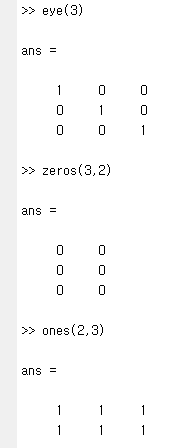 >> eye(3)
ans =
1 0 0
0 1 0
0 0 1
>> zeros(3,2)
ans =
0 0
0 0
0 0
>> ones(2,3)
ans =
1 1 1
1 1 1